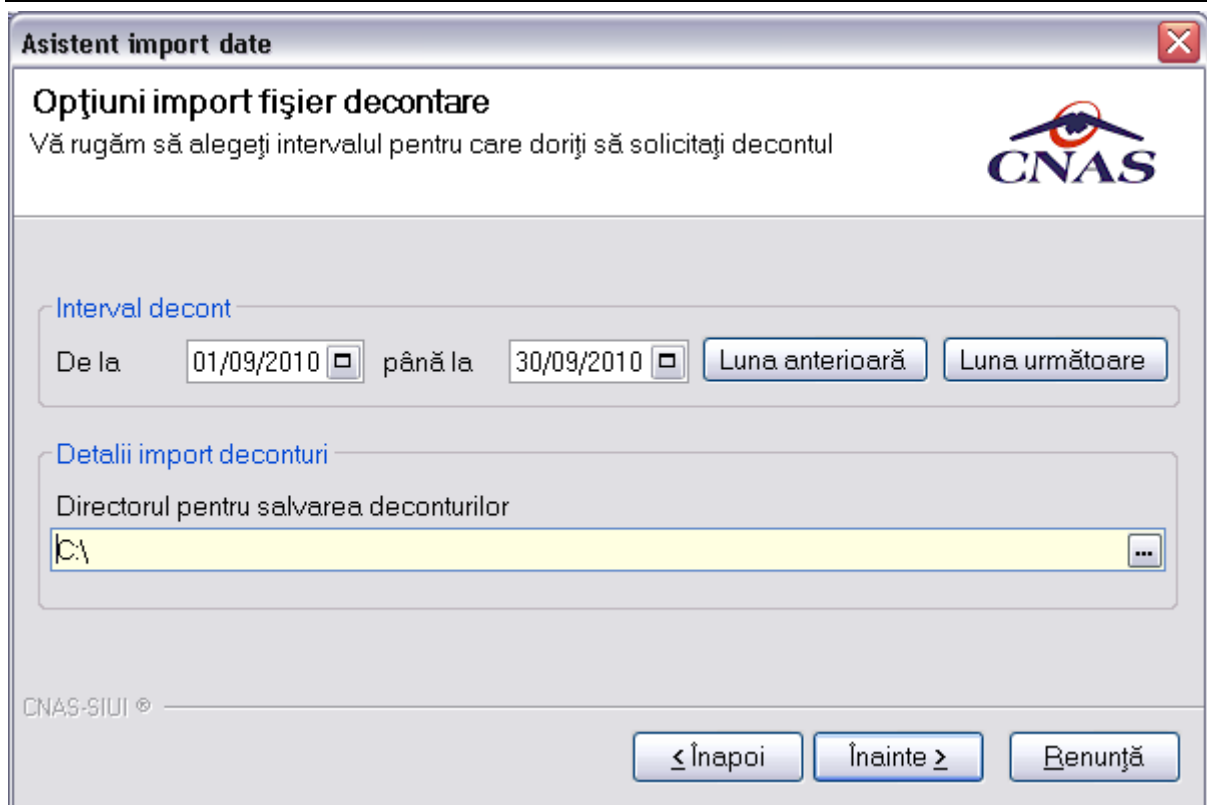 Asistent import date
Opţiuni import fişier decontare
Vă rugăm să alegeţi intervalul pentru care doriţi să solicitaţi decontul
CNAS
Interval decont
De la 01/09/2010 până la 30/09/2010 Luna anterioară Luna următoare
Detalii import deconturi
Directorul pentru salvarea deconturilor
C:\ ...
CNAS-SIUI ®
< Înapoi Înainte > Renunţă